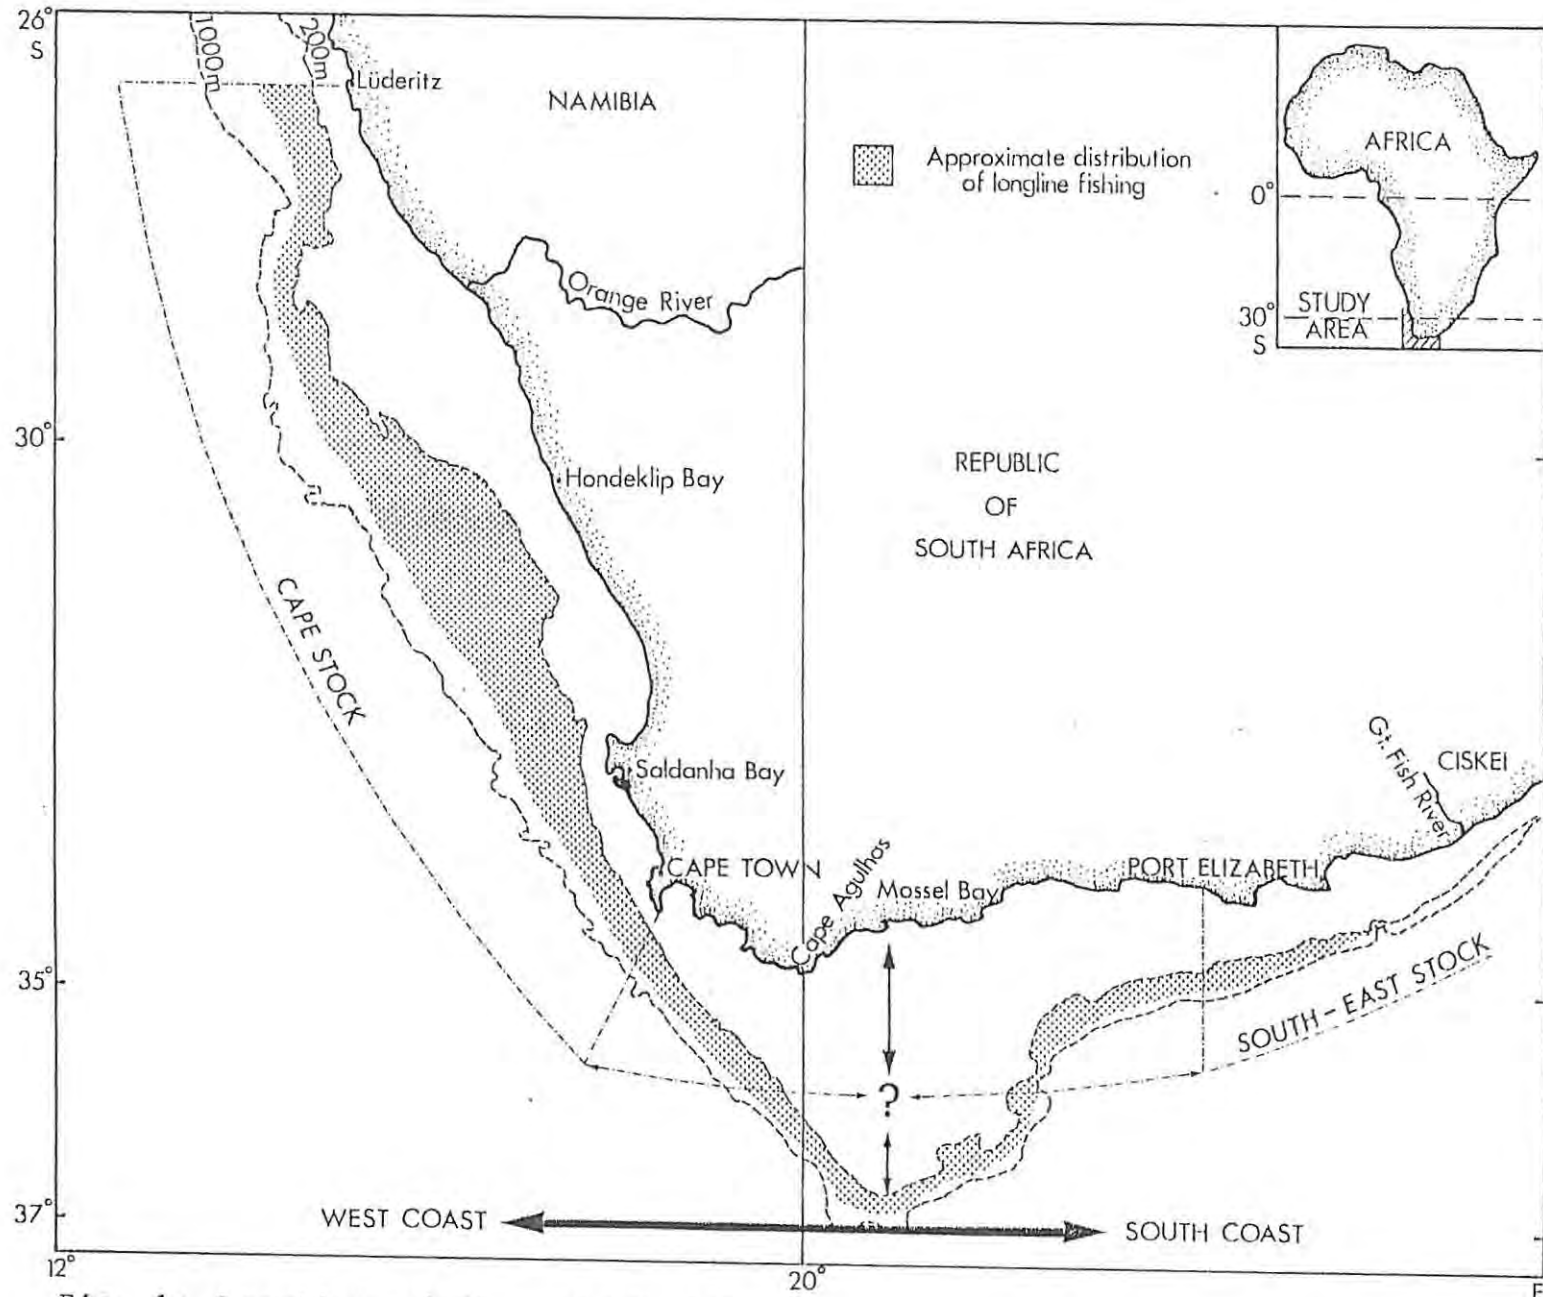 26°
S
1000m
200m
Lüderitz
NAMIBIA
Approximate distribution
of longline fishing
AFRICA
0°
STUDY
AREA
30°
S
Orange River
30°
Hondeklip Bay
REPUBLIC
OF
SOUTH AFRICA
CAPE STOCK
Saldanha Bay
Gt. Fish River
CISKEI
CAPE TOWN
Cape Agulhas
Mossel Bay
PORT ELIZABETH
35°
SOUTH-EAST STOCK
?
37°
WEST COAST
SOUTH COAST
12°
20°